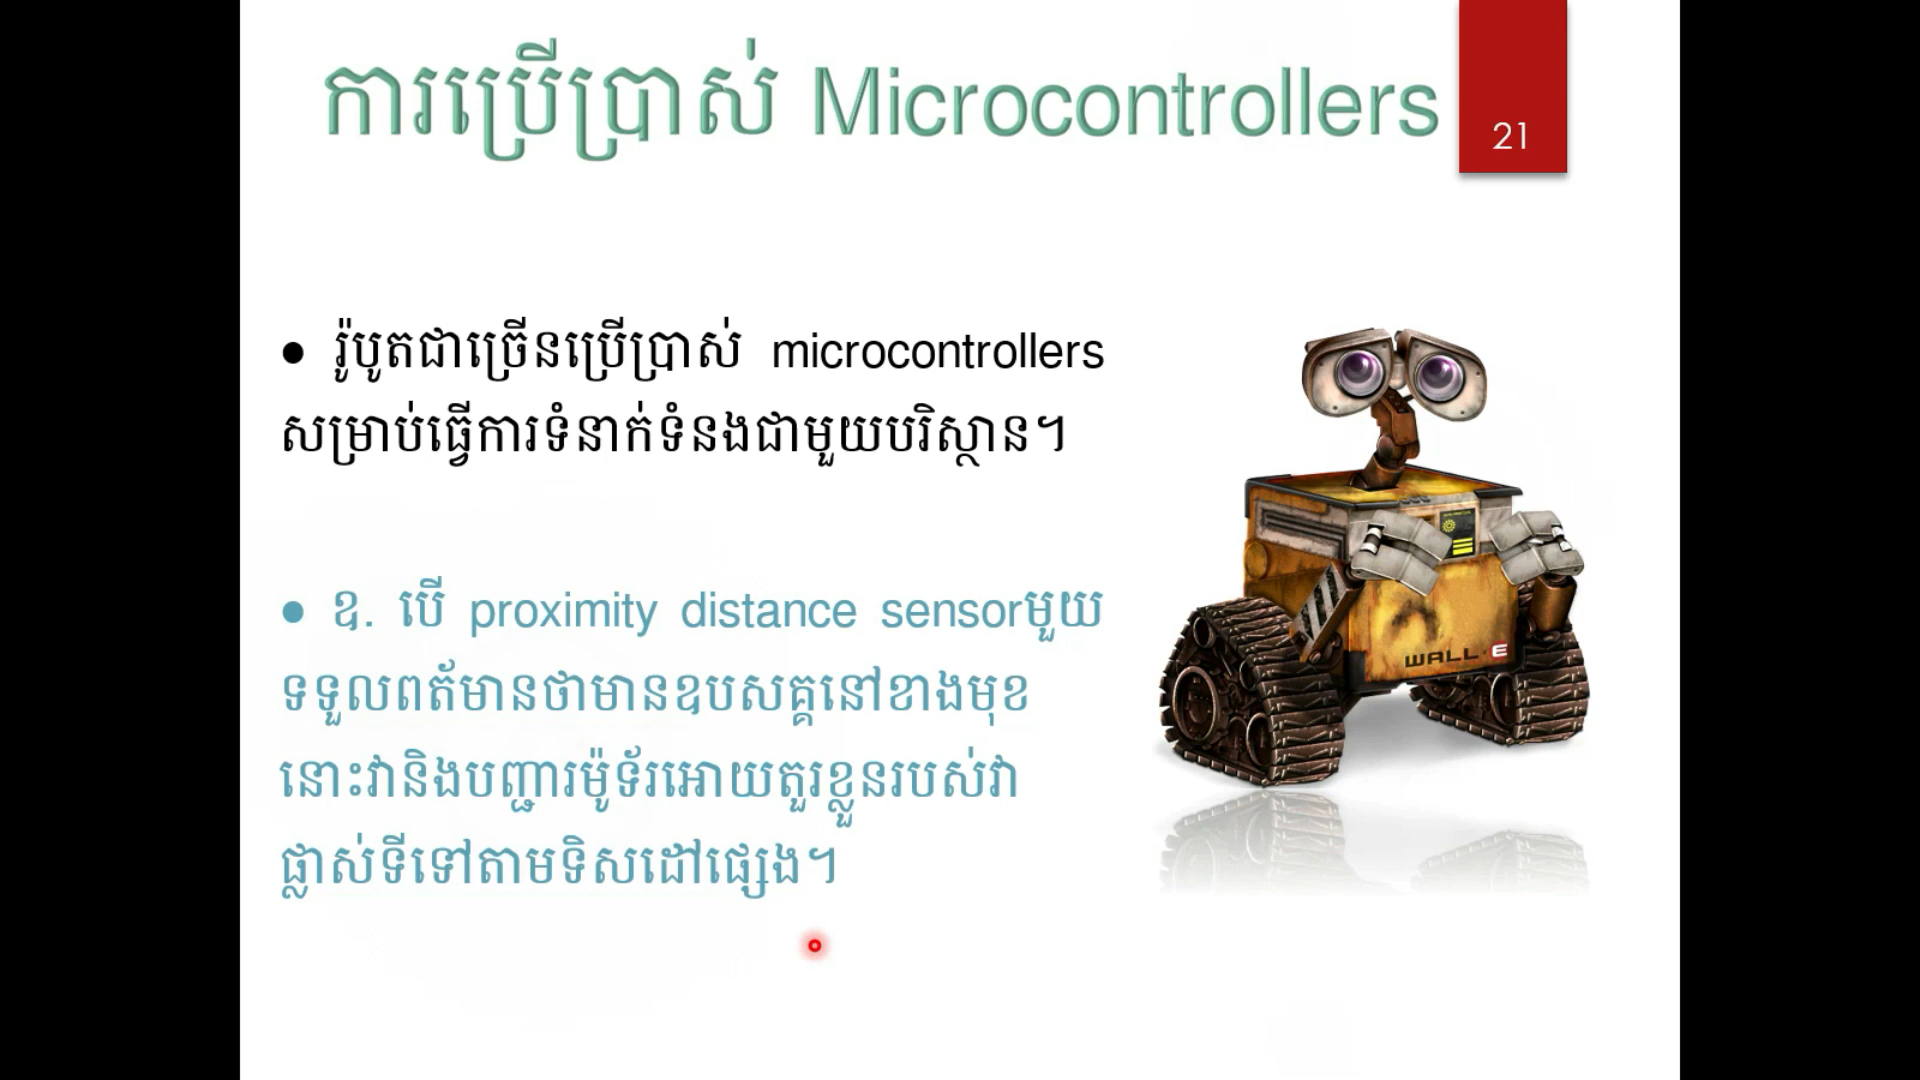 ការប្រើប្រាស់ Microcontrollers
21
• រ៉ូបូតជាច្រើនប្រើប្រាស់ microcontrollers
សម្រាប់ធ្វើការទំនាក់ទំនងជាមួយបរិស្ថាន។
• ឧ. បើ proximity distance sensorមួយ
ទទួលពត័មានថាមានឧបសគ្គនៅខាងមុខ
នោះវានិងបញ្ជារម៉ូទ័រអោយតួរខ្លួនរបស់វា
ផ្លាស់ទីទៅតាមទិសដៅផ្សេង។
WALL·E